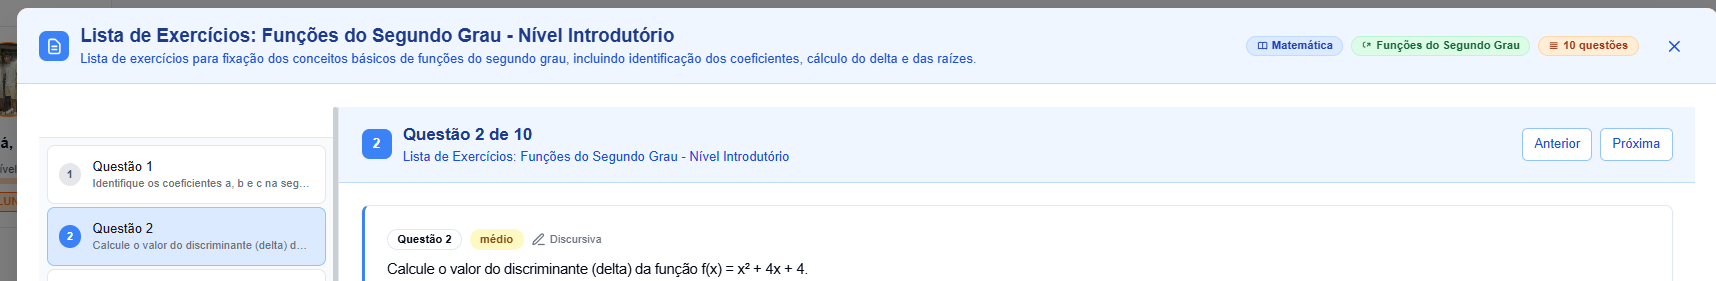 Lista de Exercícios: Funções do Segundo Grau - Nível Introdutório
Lista de exercícios para fixação dos conceitos básicos de funções do segundo grau, incluindo identificação dos coeficientes, cálculo do delta e das raízes.
Matemática
Funções do Segundo Grau
10 questões
2
Questão 2 de 10
Lista de Exercícios: Funções do Segundo Grau - Nível Introdutório
Anterior
Próxima
1
Questão 1
Identifique os coeficientes a, b e c na seg...
2
Questão 2
Calcule o valor do discriminante (delta) d...
Questão 2
médio
Discursiva
Calcule o valor do discriminante (delta) da função f(x) = x² + 4x + 4.